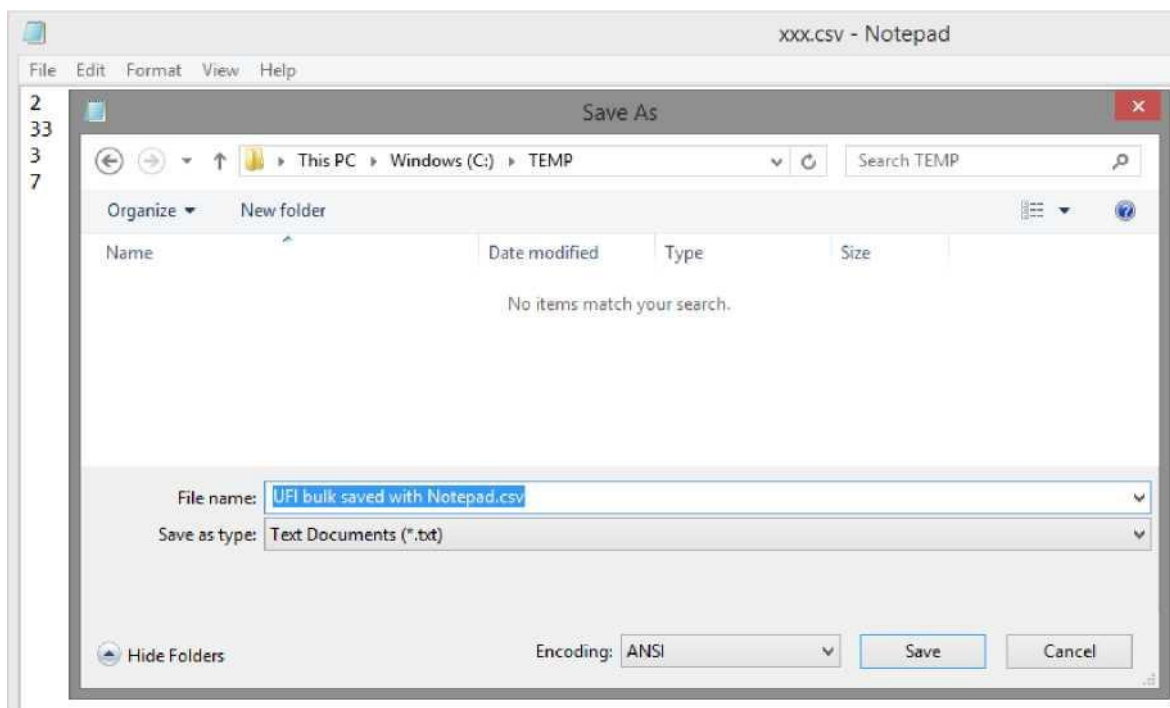 xxx.csv - Notepad
File Edit Format View Help
2
33
3
7
Save As
This PC Windows (C:) TEMP
Search TEMP
Organize New folder
Name Date modified Type Size
No items match your search.
File name: UFI bulk saved with Notepad.csv
Save as type: Text Documents (*.txt)
Hide Folders Encoding: ANSI Save Cancel